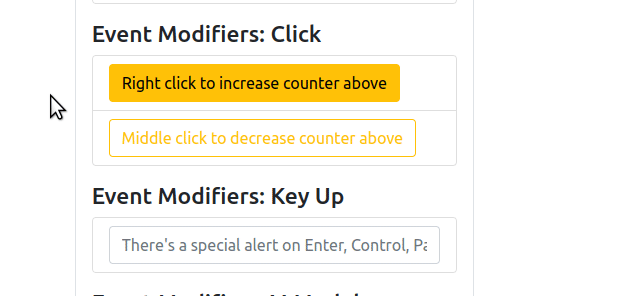 Event Modifiers: Click
Right click to increase counter above
Middle click to decrease counter above
Event Modifiers: Key Up
There's a special alert on Enter, Control, Pa